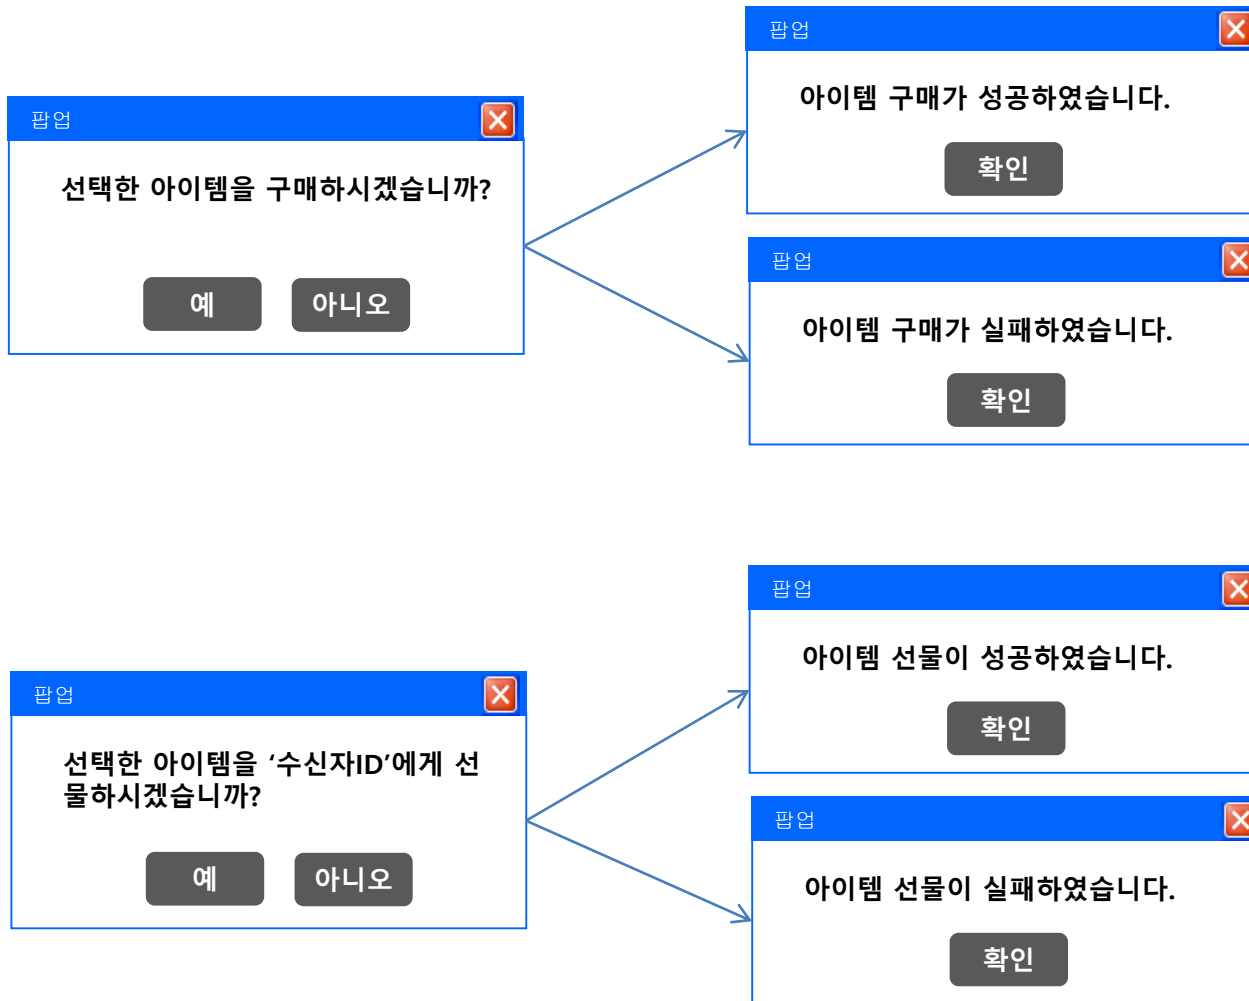 팝업
선택한 아이템을 구매하시겠습니까?
예
아니오
팝업
아이템 구매가 성공하였습니다.
확인
팝업
아이템 구매가 실패하였습니다.
확인
팝업
선택한 아이템을 ‘수신자ID’에게 선
물하시겠습니까?
예
아니오
팝업
아이템 선물이 성공하였습니다.
확인
팝업
아이템 선물이 실패하였습니다.
확인